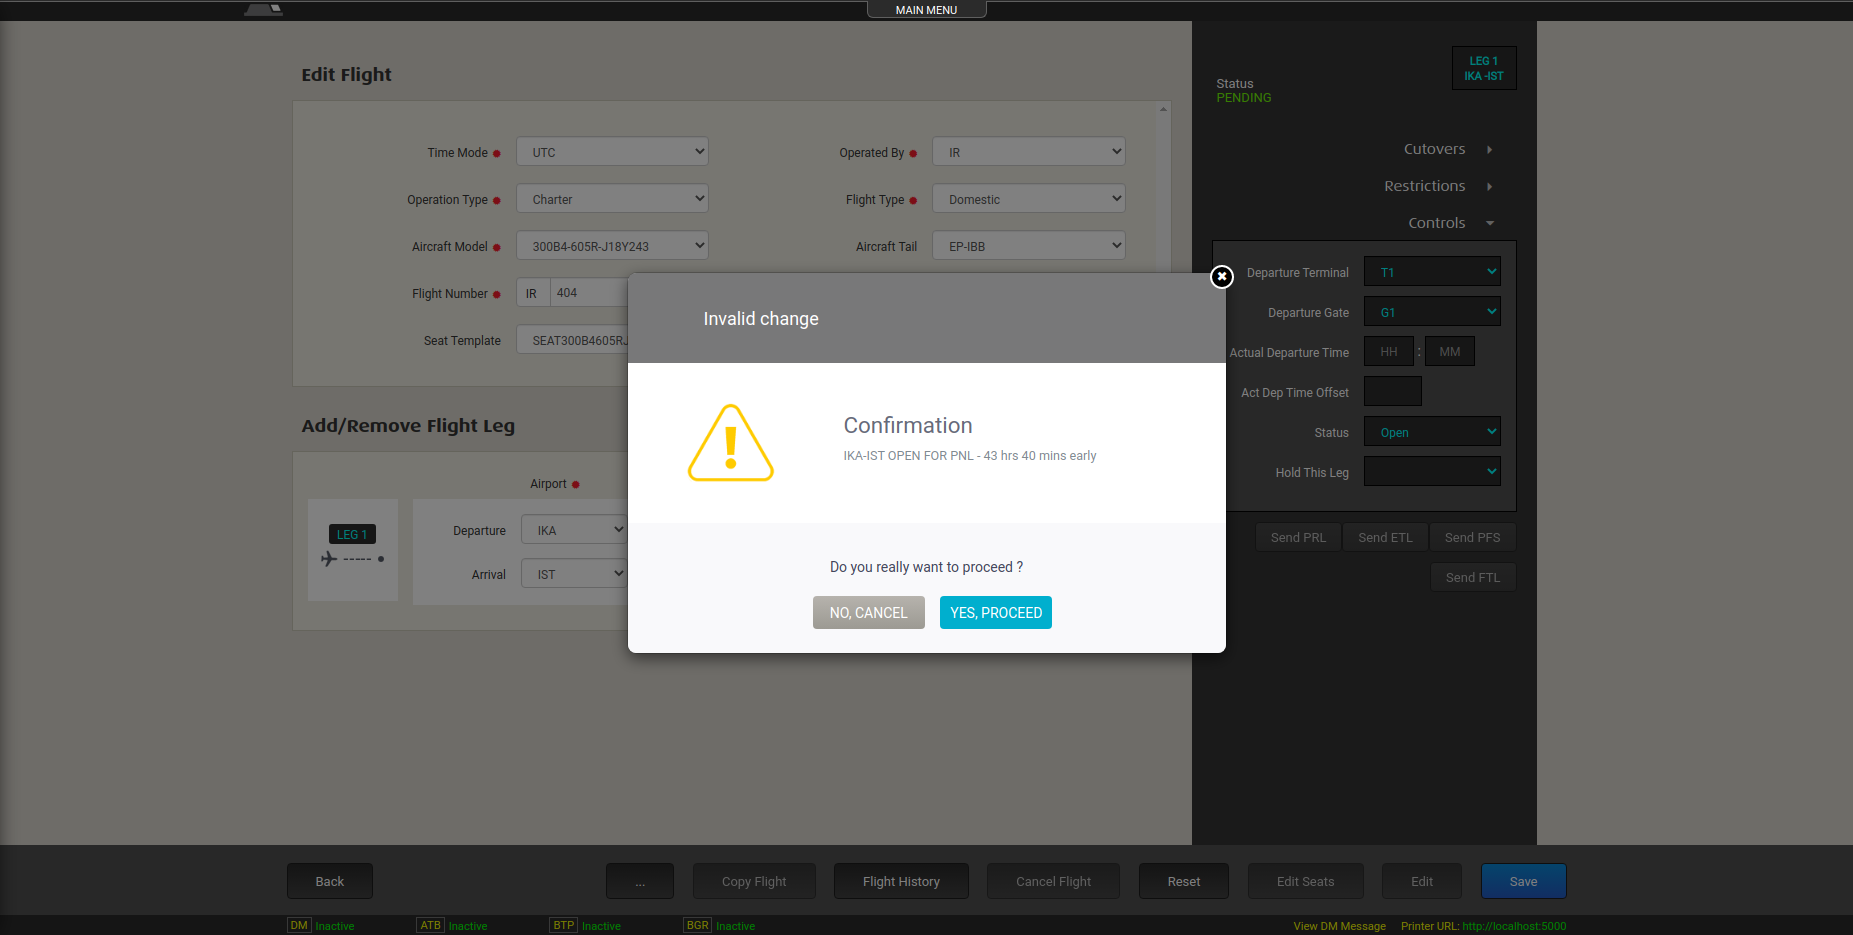 MAIN MENU
Edit Flight
Time Mode
UTC
Operated By
IR
Operation Type
Charter
Flight Type
Domestic
Aircraft Model
300B4-605R-J18Y243
Aircraft Tail
EP-IBB
Flight Number
IR
404
Seat Template
SEAT300B4605RJ
Add/Remove Flight Leg
Airport
LEG 1
Departure
IKA
Arrival
IST
Status
PENDING
LEG 1
IKA -IST
Cutovers
Restrictions
Controls
Departure Terminal
T1
Departure Gate
G1
Actual Departure Time
HH
:
MM
Act Dep Time Offset
Status
Open
Hold This Leg
Send PRL
Send ETL
Send PFS
Send FTL
Invalid change
Confirmation
IKA-IST OPEN FOR PNL - 43 hrs 40 mins early
Do you really want to proceed ?
NO, CANCEL
YES, PROCEED
Back
...
Copy Flight
Flight History
Cancel Flight
Reset
Edit Seats
Edit
Save
DM Inactive
ATB Inactive
BTP Inactive
BGR Inactive
View DM Message
Printer URL: http://localhost:5000